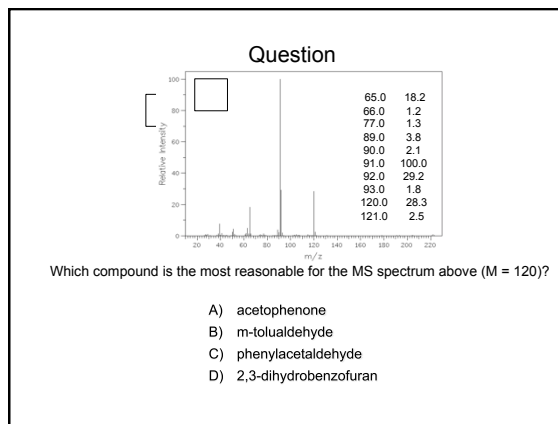 Question
100
80
60
40
20
0
Relative Intensity
20 40 60 80 100 120 140 160 180 200 220
m/z
65.0 18.2
66.0 1.2
77.0 1.3
89.0 3.8
90.0 2.1
91.0 100.0
92.0 29.2
93.0 1.8
120.0 28.3
121.0 2.5
Which compound is the most reasonable for the MS spectrum above (M = 120)?
A) acetophenone
B) m-tolualdehyde
C) phenylacetaldehyde
D) 2,3-dihydrobenzofuran